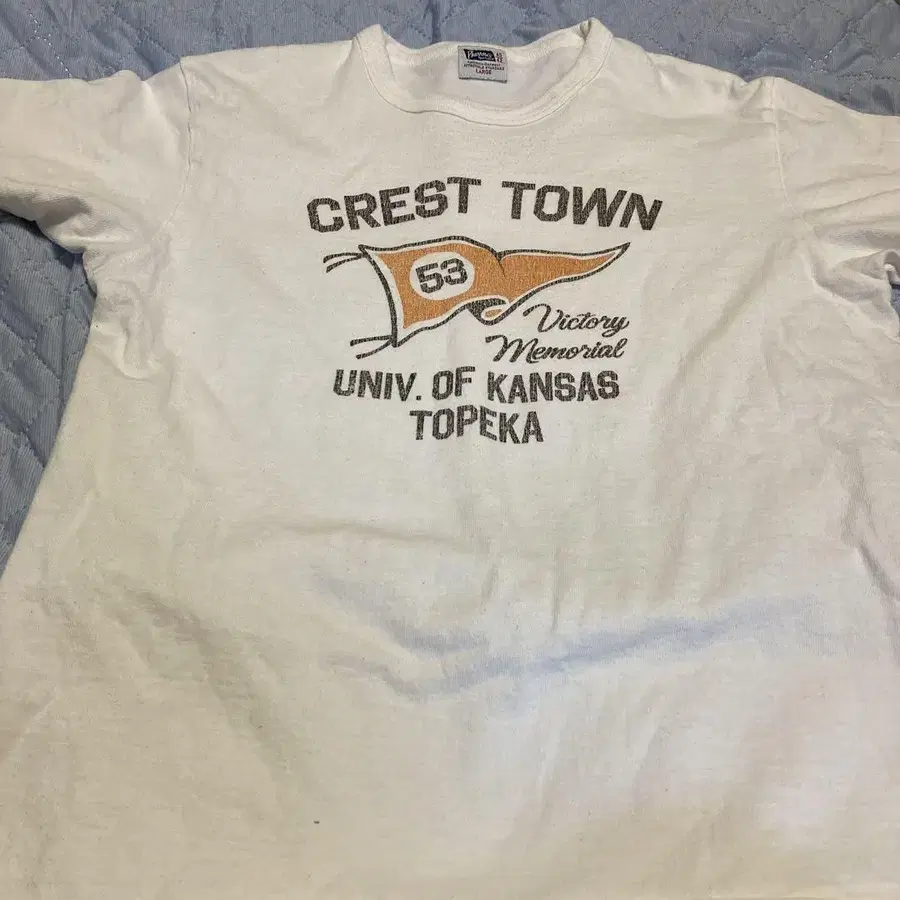 LARGE
CREST TOWN
53
Victory
Memorial
UNIV. OF KANSAS
TOPEKA